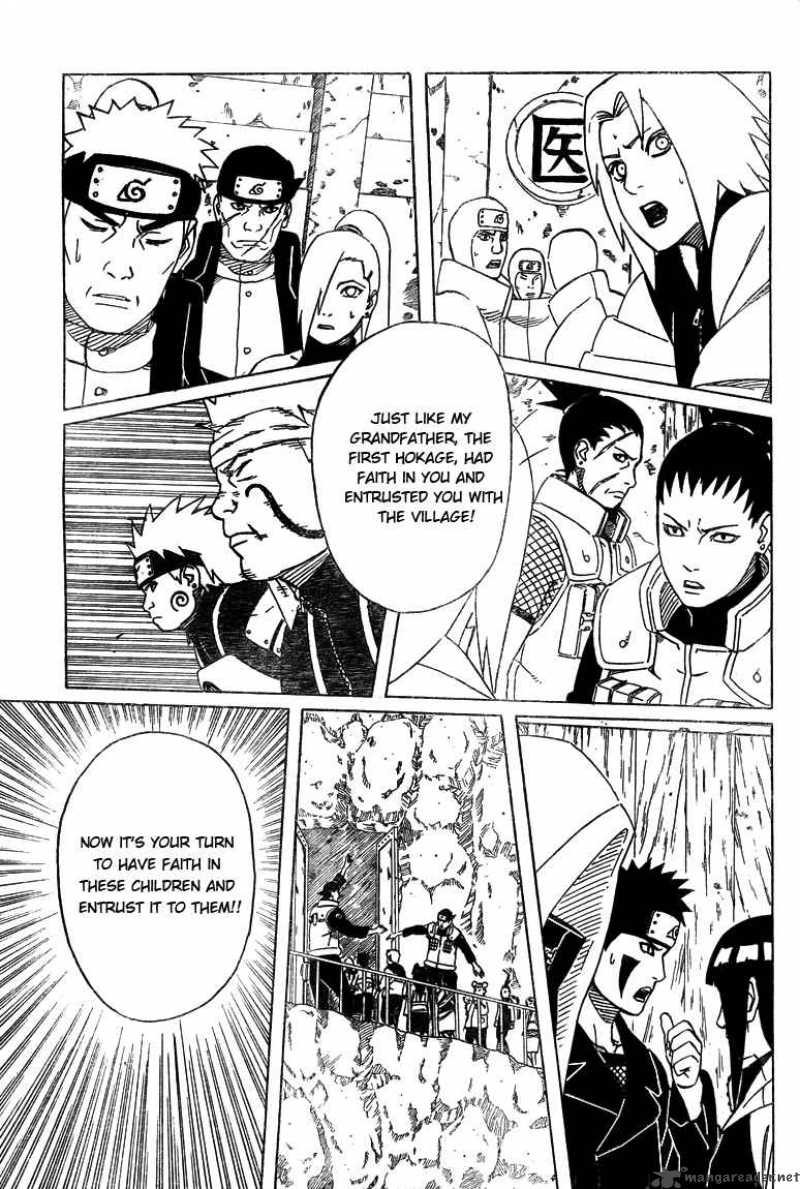 医
JUST LIKE MY
GRANDFATHER, THE
FIRST HOKAGE, HAD
FAITH IN YOU AND
ENTRUSTED YOU WITH
THE VILLAGE!
NOW IT'S YOUR TURN
TO HAVE FAITH IN
THESE CHILDREN AND
ENTRUST IT TO THEM!!
mangareader.net